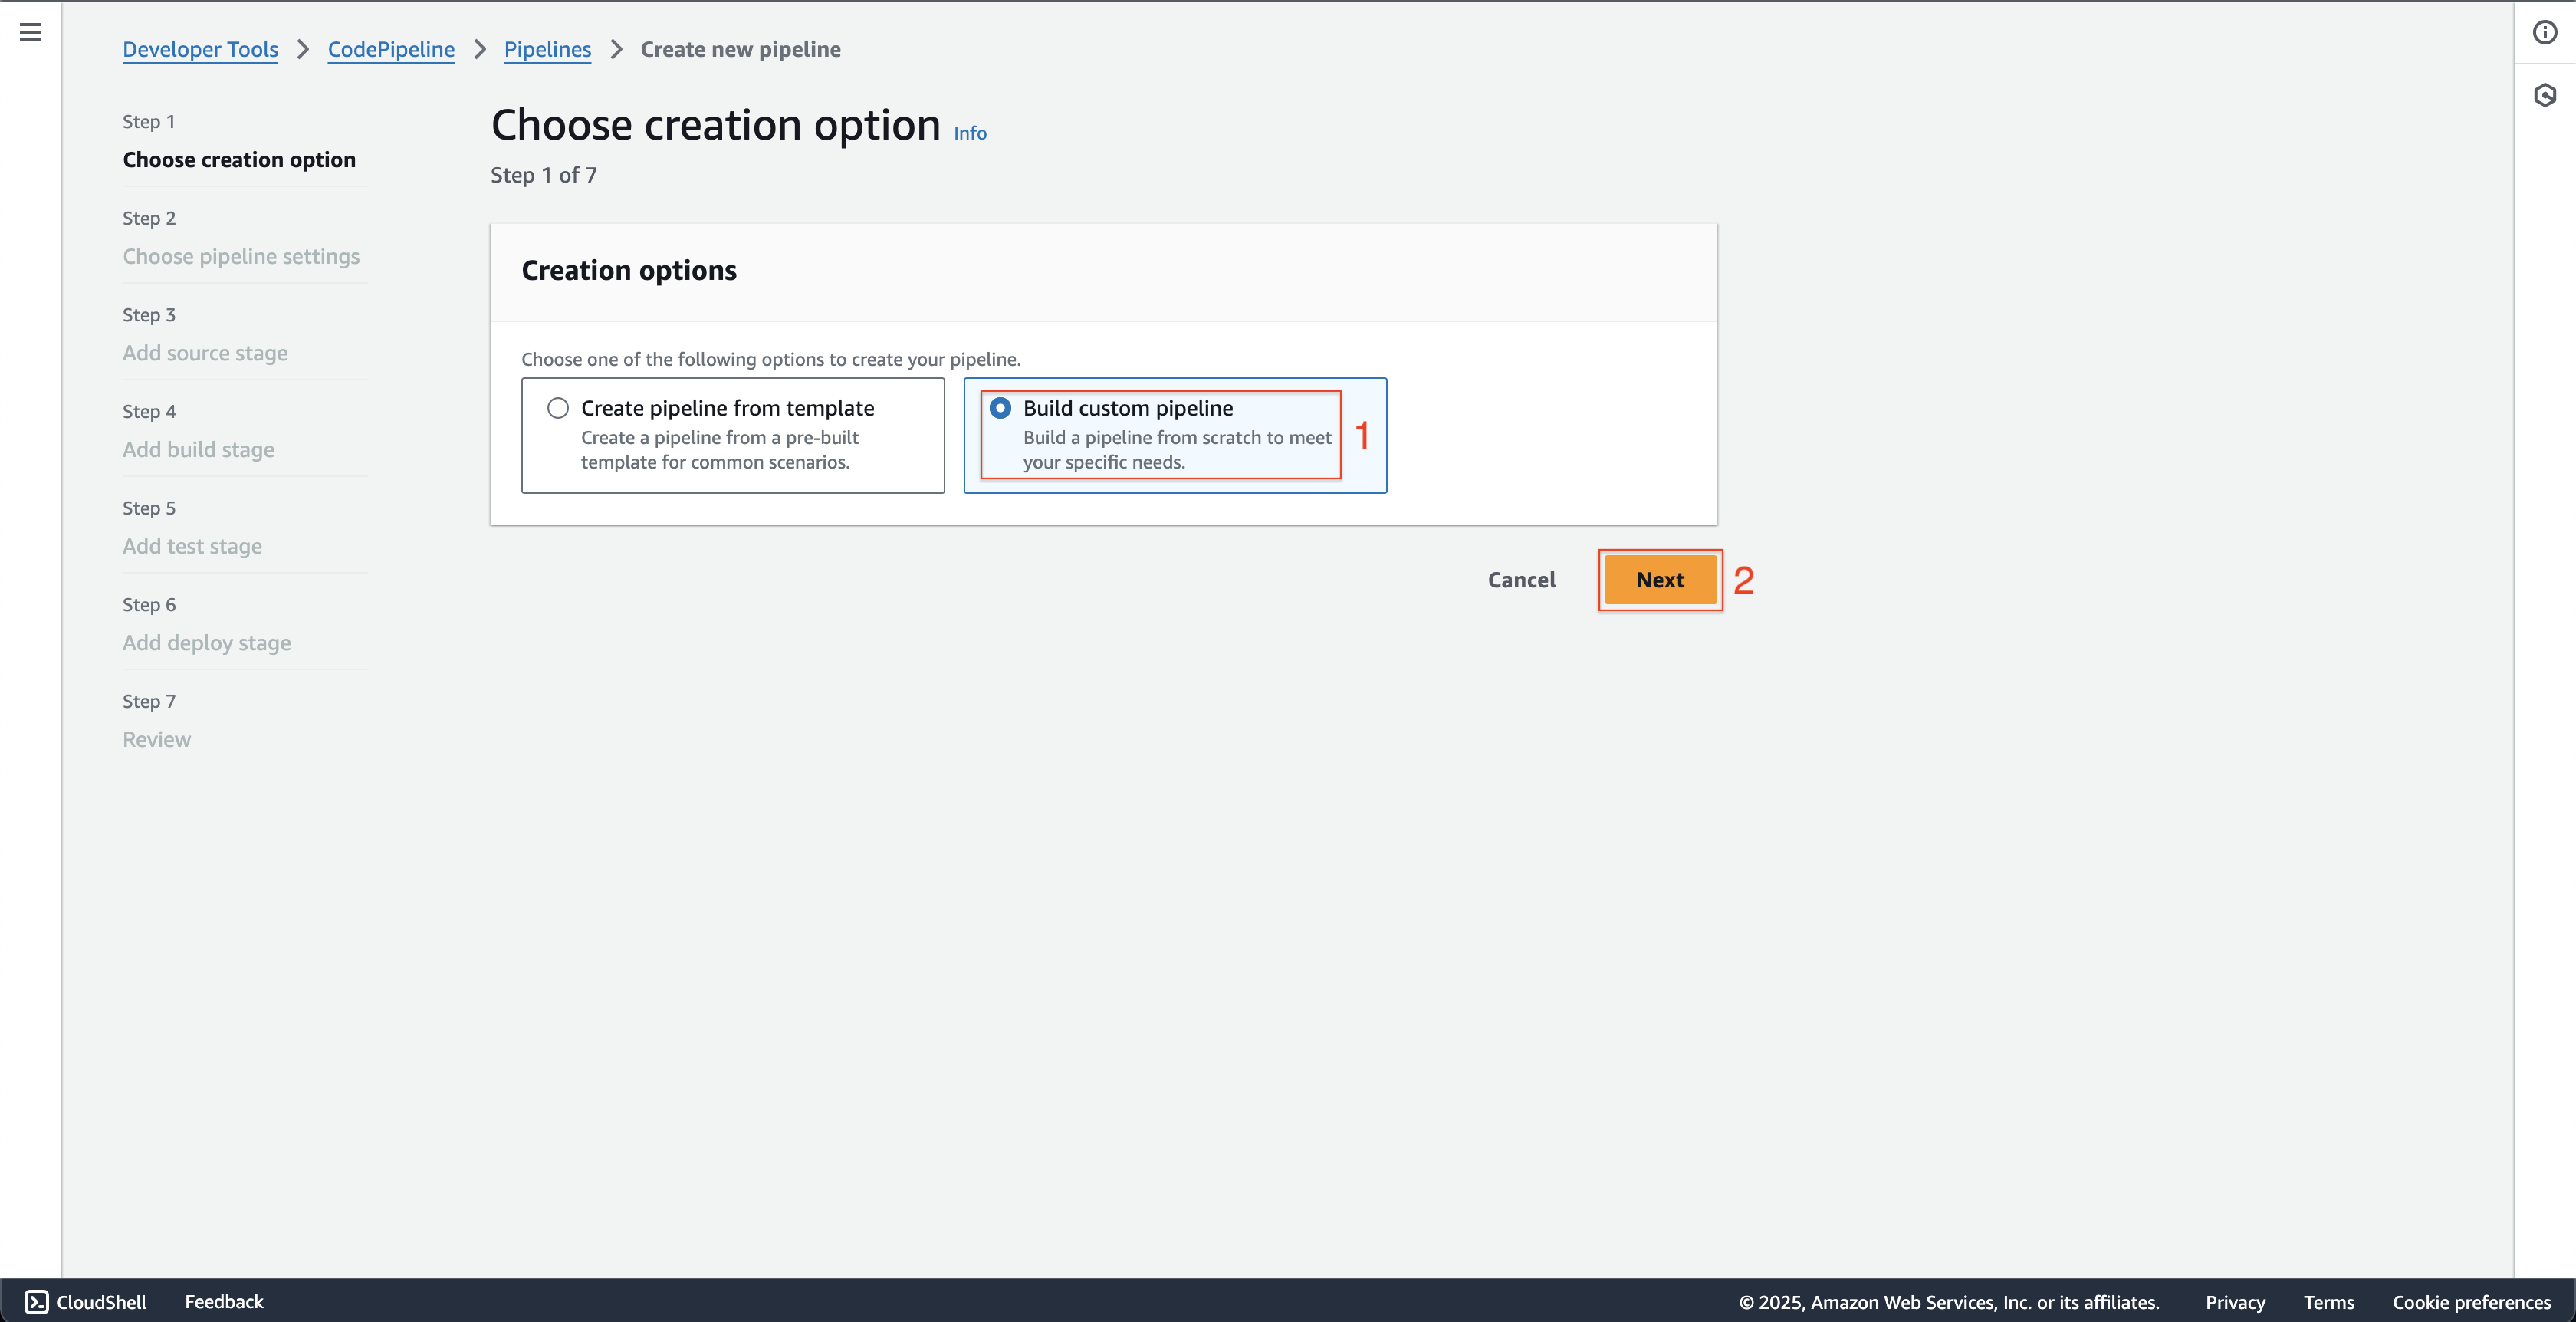 Developer Tools > CodePipeline > Pipelines > Create new pipeline
Step 1
Choose creation option
Step 2
Choose pipeline settings
Step 3
Add source stage
Step 4
Add build stage
Step 5
Add test stage
Step 6
Add deploy stage
Step 7
Review
Choose creation option Info
Step 1 of 7
Creation options
Choose one of the following options to create your pipeline.
Create pipeline from template
Create a pipeline from a pre-built
template for common scenarios.
Build custom pipeline
Build a pipeline from scratch to meet
your specific needs.
1
Cancel Next 2
CloudShell Feedback © 2025, Amazon Web Services, Inc. or its affiliates. Privacy Terms Cookie preferences